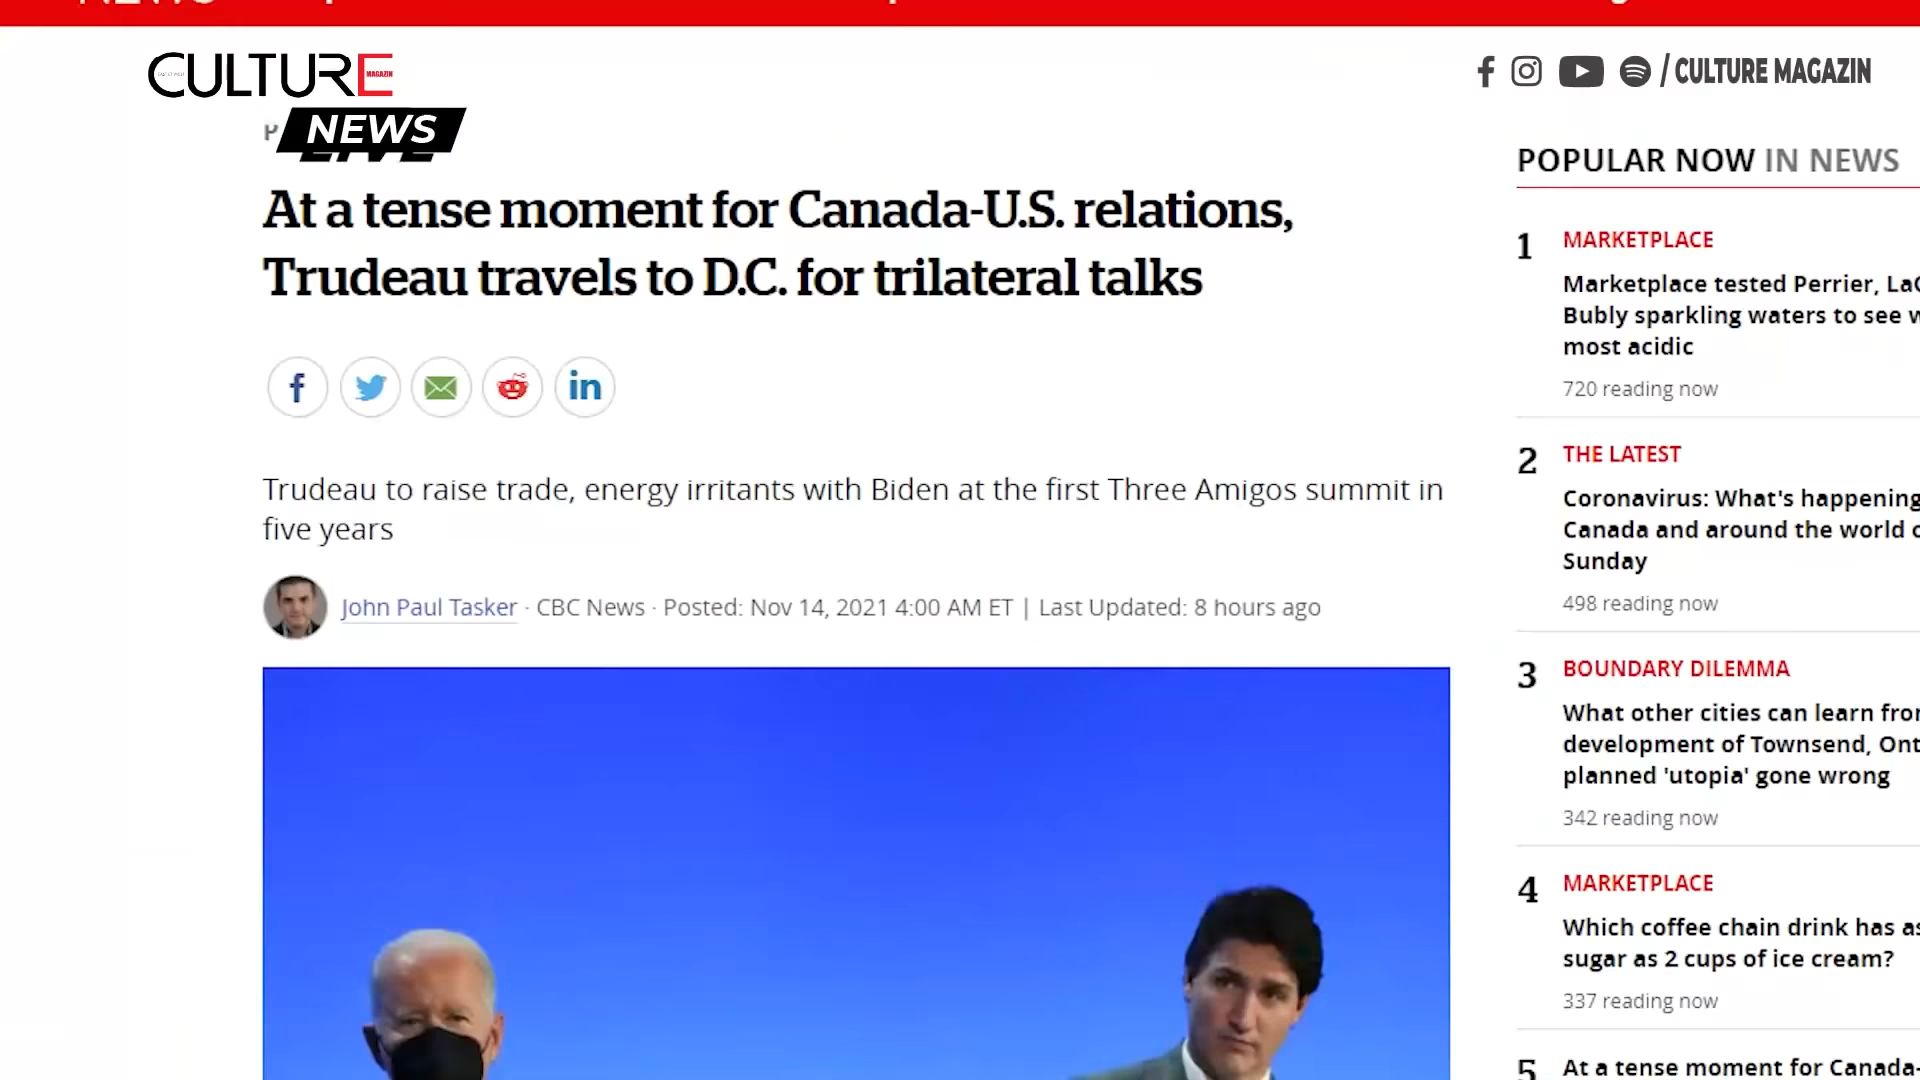 CULTURE
MAGAZIN
NEWS
/ CULTURE MAGAZIN
At a tense moment for Canada-U.S. relations,
Trudeau travels to D.C. for trilateral talks
Trudeau to raise trade, energy irritants with Biden at the first Three Amigos summit in
five years
John Paul Tasker · CBC News · Posted: Nov 14, 2021 4:00 AM ET | Last Updated: 8 hours ago
POPULAR NOW IN NEWS
1 MARKETPLACE
Marketplace tested Perrier,
Bubly sparkling waters to see
most acidic
720 reading now
2 THE LATEST
Coronavirus: What's happening
Canada and around the world
Sunday
498 reading now
3 BOUNDARY DILEMMA
What other cities can learn
development of Townsend,
planned 'utopia' gone wrong
342 reading now
4 MARKETPLACE
Which coffee chain drink has
sugar as 2 cups of ice cream?
337 reading now
5 At a tense moment for Canada-